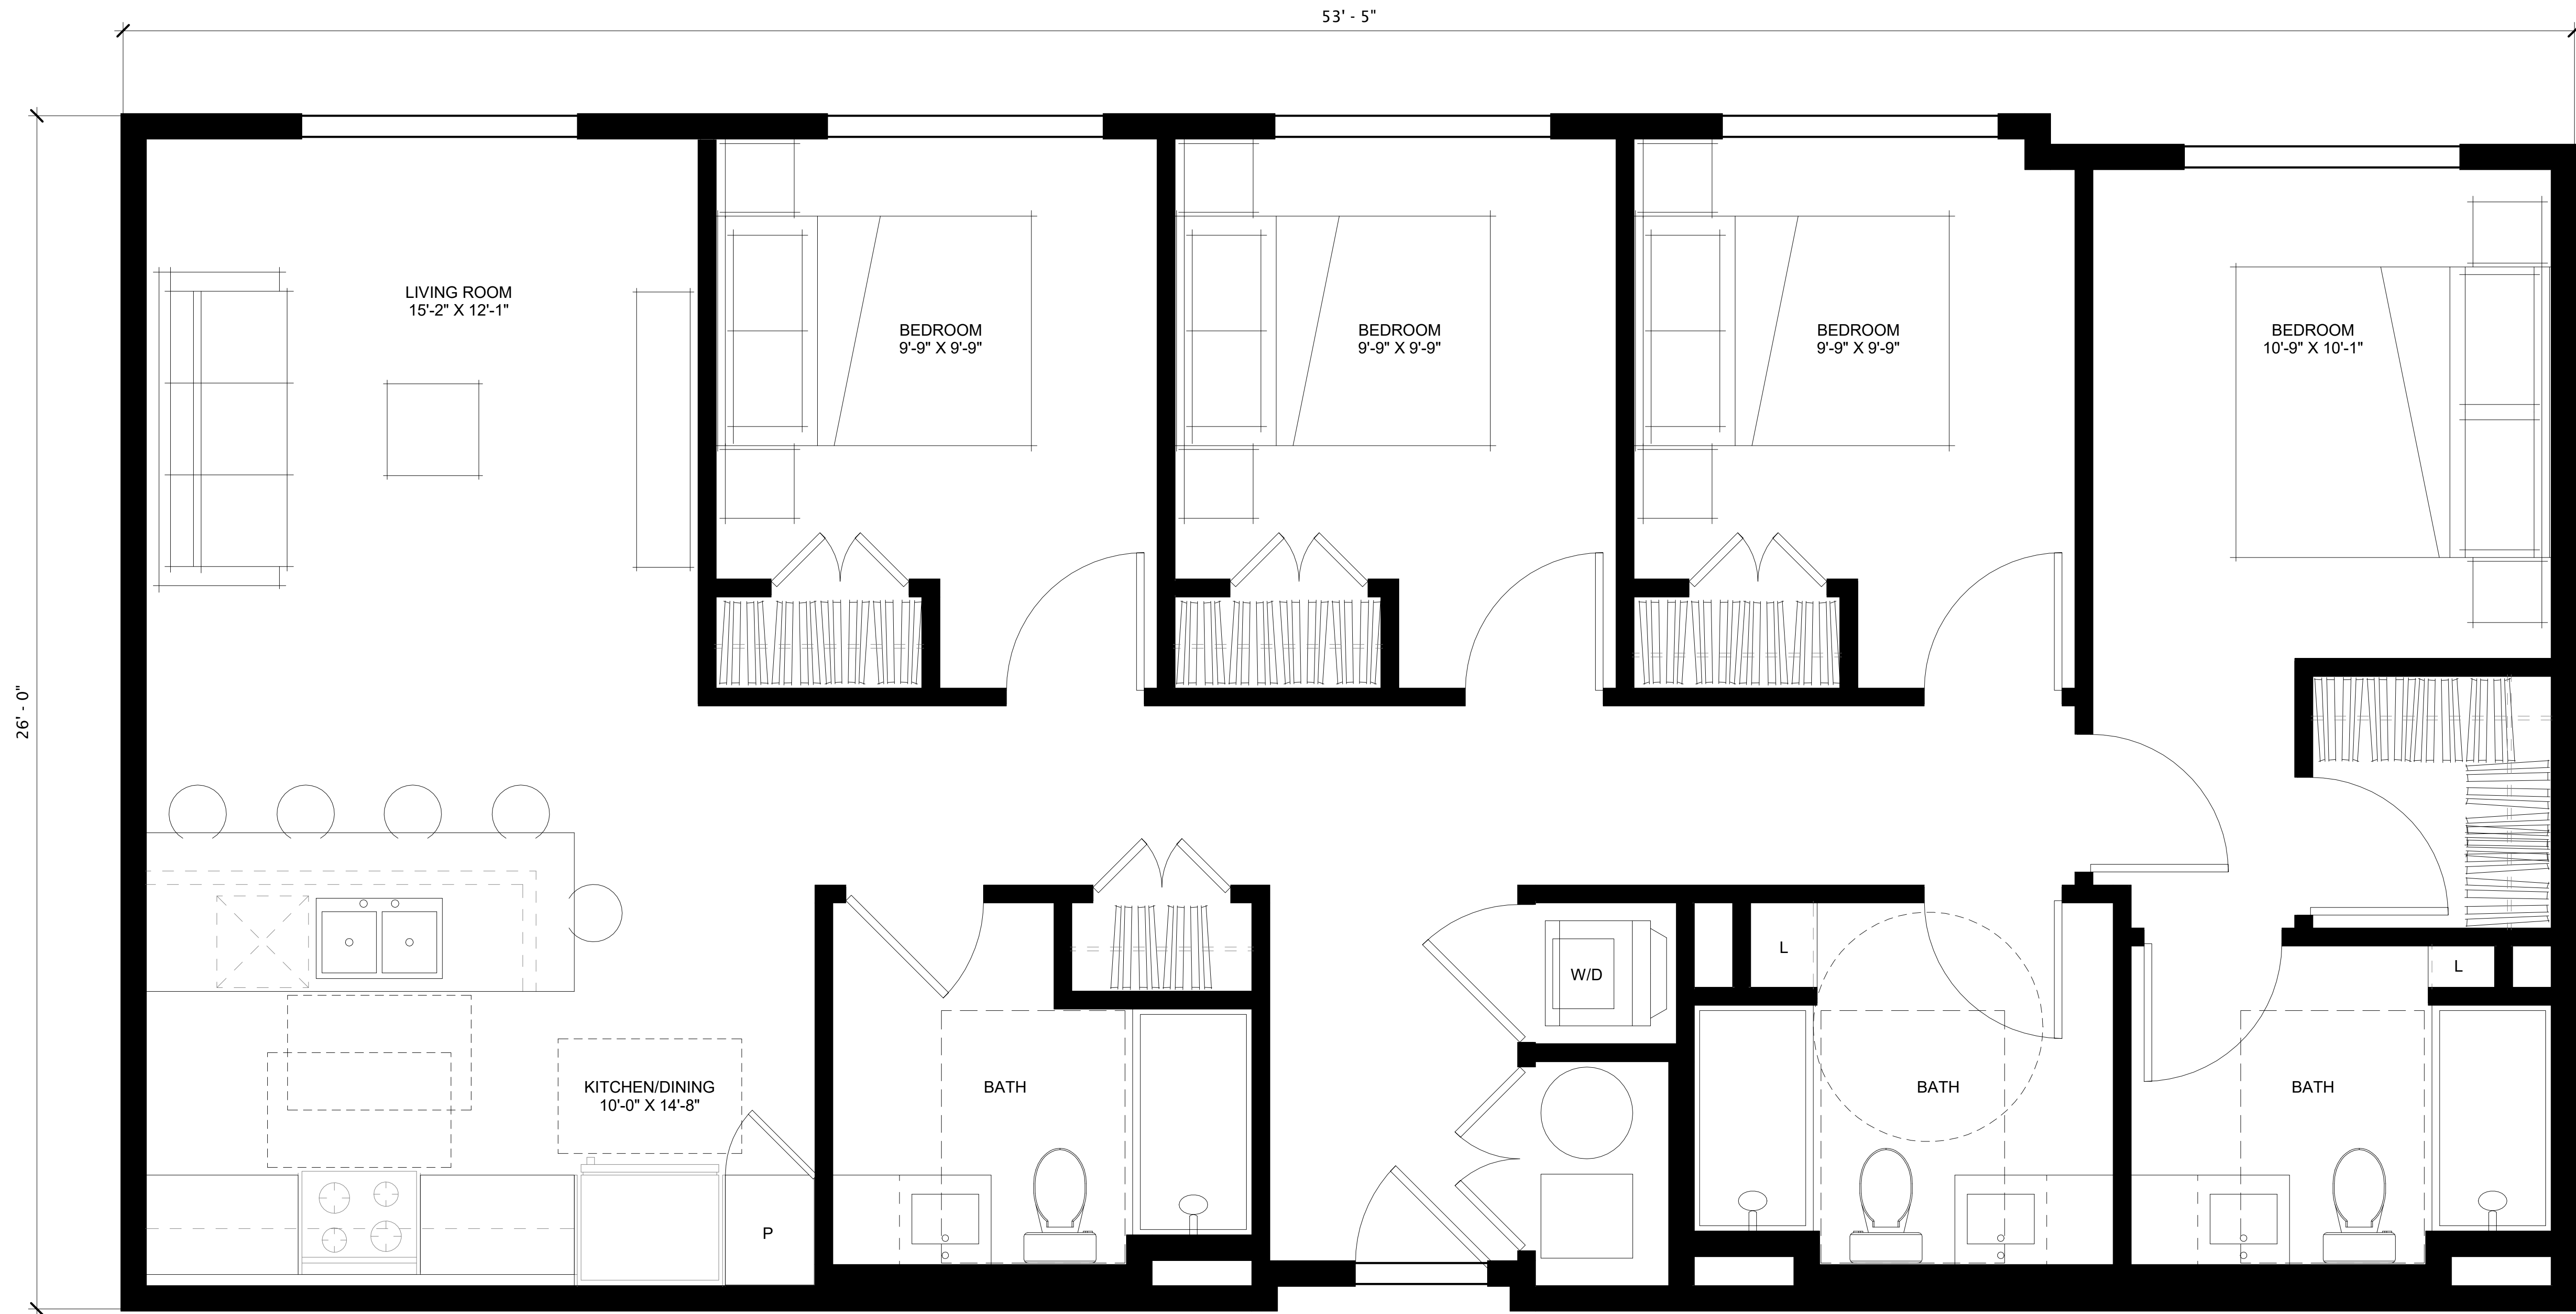 53' - 5"
26' - 0"
LIVING ROOM
15'-2" X 12'-1"
BEDROOM
9'-9" X 9'-9"
BEDROOM
9'-9" X 9'-9"
BEDROOM
9'-9" X 9'-9"
BEDROOM
10'-9" X 10'-1"
KITCHEN/DINING
10'-0" X 14'-8"
P
BATH
W/D
L
BATH
L
BATH